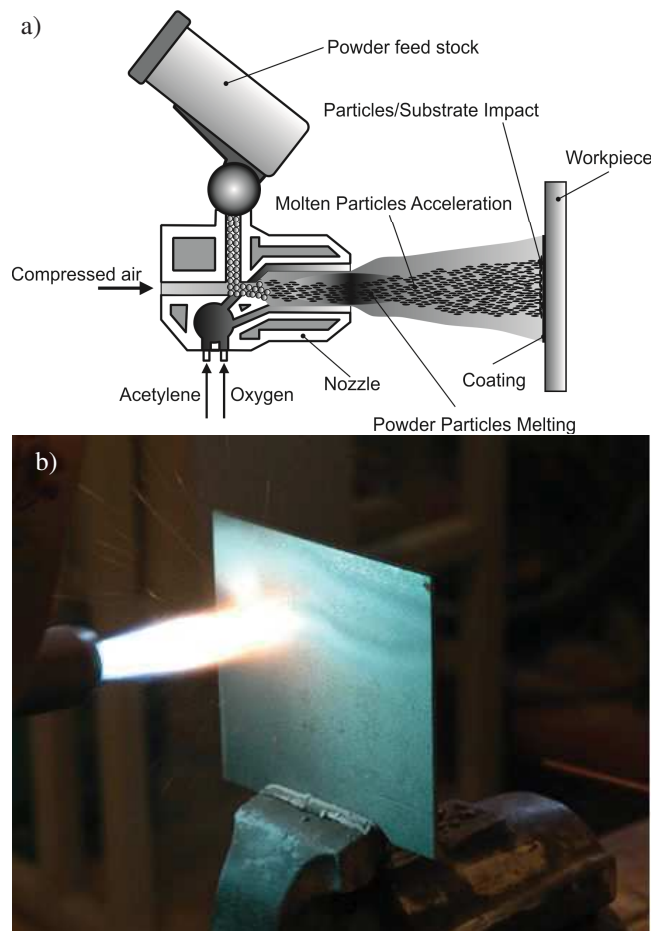 a)
Powder feed stock
Particles/Substrate Impact
Workpiece
Molten Particles Acceleration
Compressed air
Nozzle
Coating
Acetylene
Oxygen
Powder Particles Melting
b)